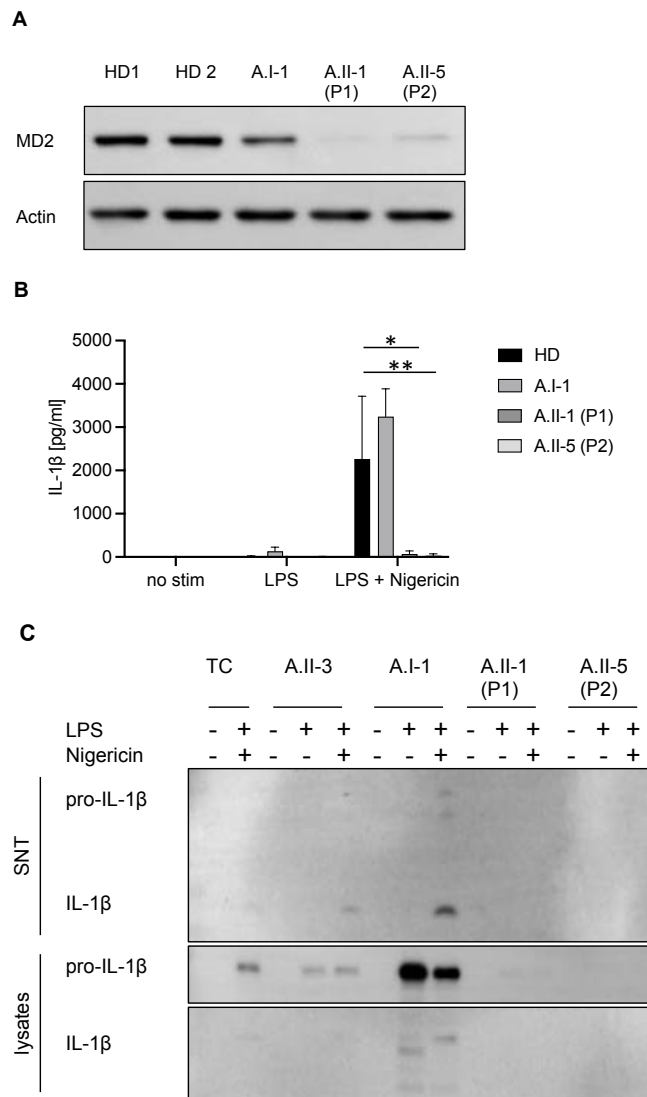 A
HD1 HD 2 A.I-1 A.II-1 A.II-5
(P1) (P2)
MD2
Actin
B
5000
4000
3000
2000
1000
0
IL-1β [pg/ml]
*
**
no stim LPS LPS + Nigericin
HD
A.I-1
A.II-1 (P1)
A.II-5 (P2)
C
TC A.II-3 A.I-1 A.II-1 A.II-5
(P1) (P2)
LPS - + - + + - + + - + + - + +
Nigericin - + - - + - - + - - + - - +
SNT
pro-IL-1β
IL-1β
lysates
pro-IL-1β
IL-1β